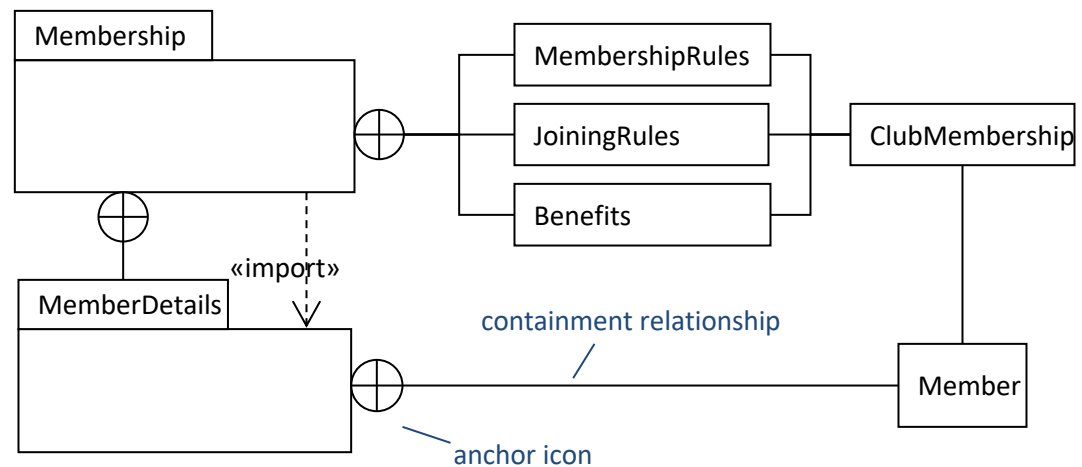 Membership
MembershipRules
JoiningRules
ClubMembership
Benefits
«import»
MemberDetails
containment relationship
Member
anchor icon